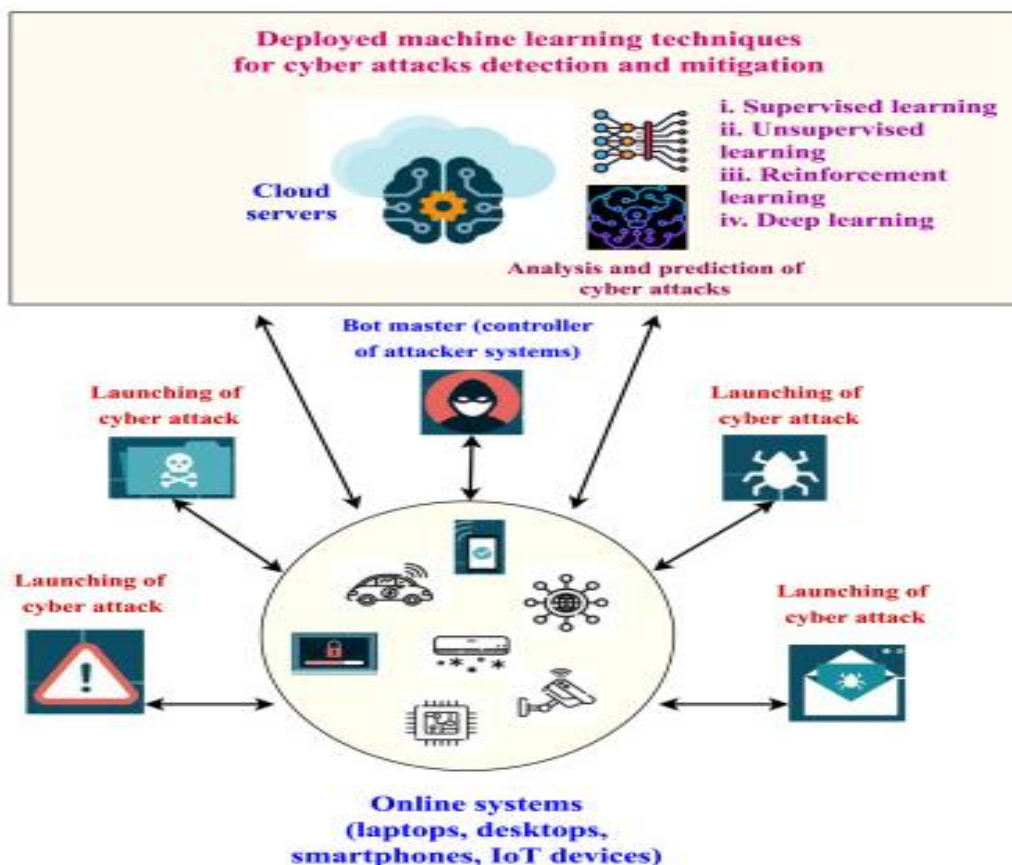 Deployed machine learning techniques
for cyber attacks detection and mitigation
Cloud
servers
i. Supervised learning
ii. Unsupervised
learning
iii. Reinforcement
learning
iv. Deep learning
Analysis and prediction of
cyber attacks
Bot master (controller
of attacker systems)
Launching of
cyber attack
Launching of
cyber attack
Launching of
cyber attack
Launching of
cyber attack
Online systems
(laptops, desktops,
smartphones, IoT devices)